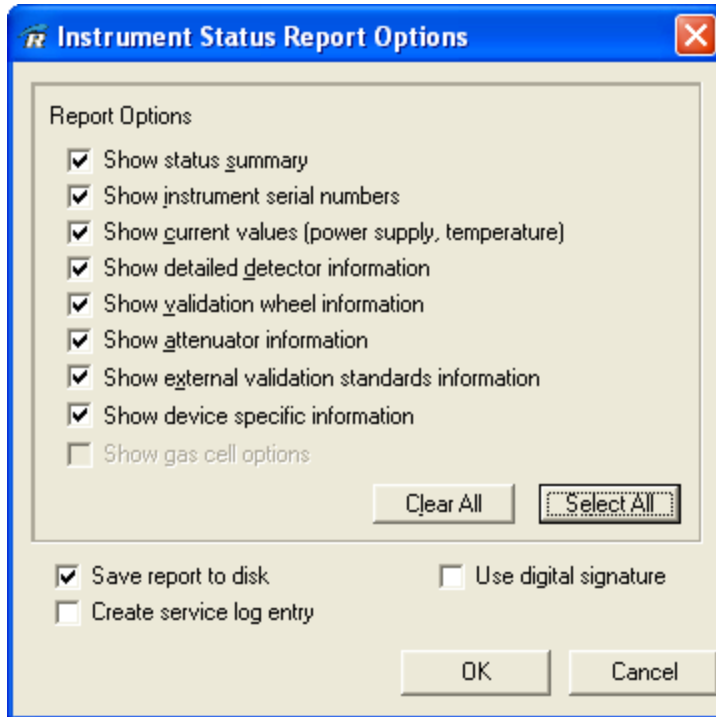 Instrument Status Report Options
Report Options
Show status summary
Show instrument serial numbers
Show current values (power supply, temperature)
Show detailed detector information
Show validation wheel information
Show attenuator information
Show external validation standards information
Show device specific information
Show gas cell options
Clear All Select All
Save report to disk Use digital signature
Create service log entry
OK Cancel